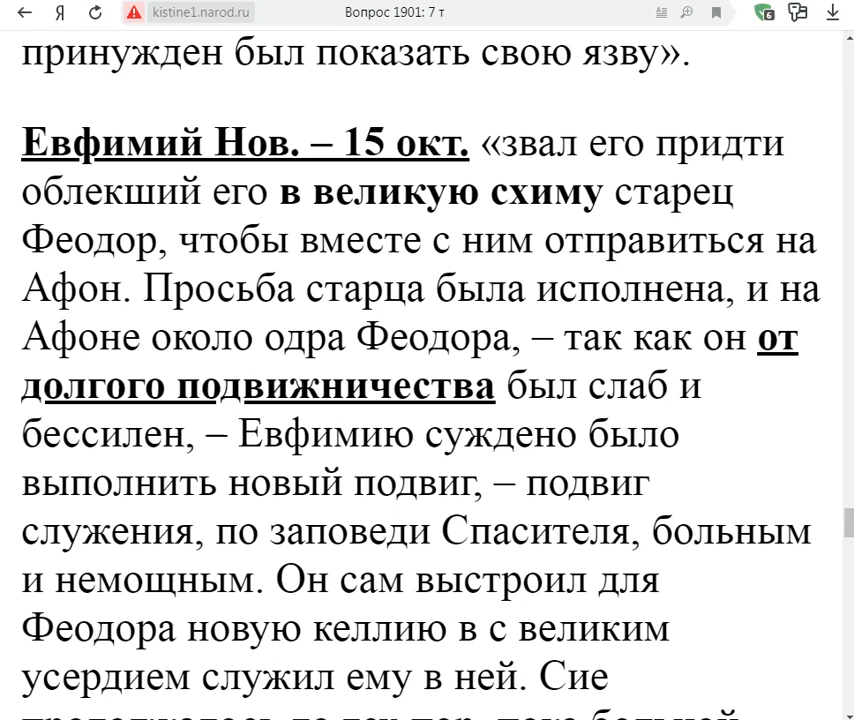 Я kistine1.narod.ru Вопрос 1901: 7 т 6
принужден был показать свою язву».
Евфимий Нов. – 15 окт. «звал его придти
облекший его в великую схиму старец
Феодор, чтобы вместе с ним отправиться на
Афон. Просьба старца была исполнена, и на
Афоне около одра Феодора, – так как он от
долгого подвижничества был слаб и
бессилен, – Евфимию суждено было
выполнить новый подвиг, – подвиг
служения, по заповеди Спасителя, больным
и немощным. Он сам выстроил для
Феодора новую келлию в с великим
усердием служил ему в ней. Сие